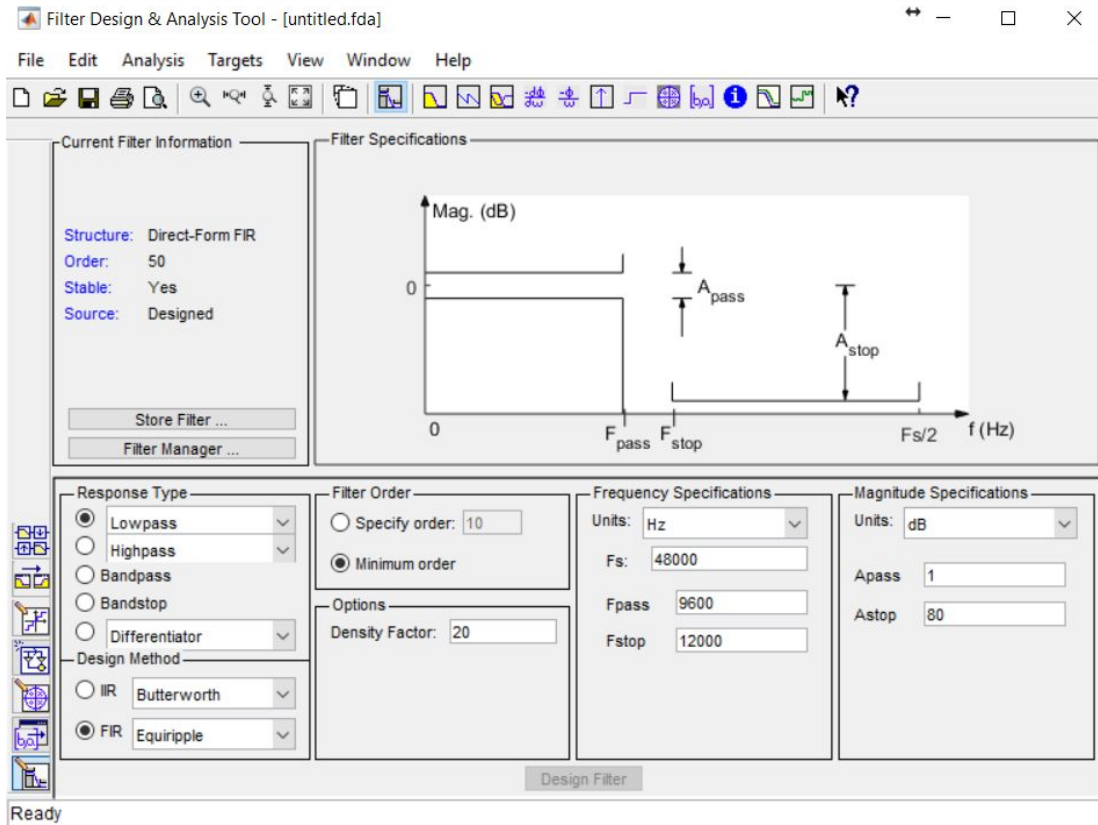 Filter Design & Analysis Tool - [untitled.fda]
File Edit Analysis Targets View Window Help
Current Filter Information
Structure: Direct-Form FIR
Order: 50
Stable: Yes
Source: Designed
Store Filter ...
Filter Manager ...
Filter Specifications
Mag. (dB)
0
Apass
Astop
0
Fpass
Fstop
Fs/2
f (Hz)
Response Type
Lowpass
Highpass
Bandpass
Bandstop
Differentiator
Design Method
IIR Butterworth
FIR Equiripple
Filter Order
Specify order: 10
Minimum order
Options
Density Factor: 20
Frequency Specifications
Units: Hz
Fs: 48000
Fpass 9600
Fstop 12000
Magnitude Specifications
Units: dB
Apass 1
Astop 80
Design Filter
Ready